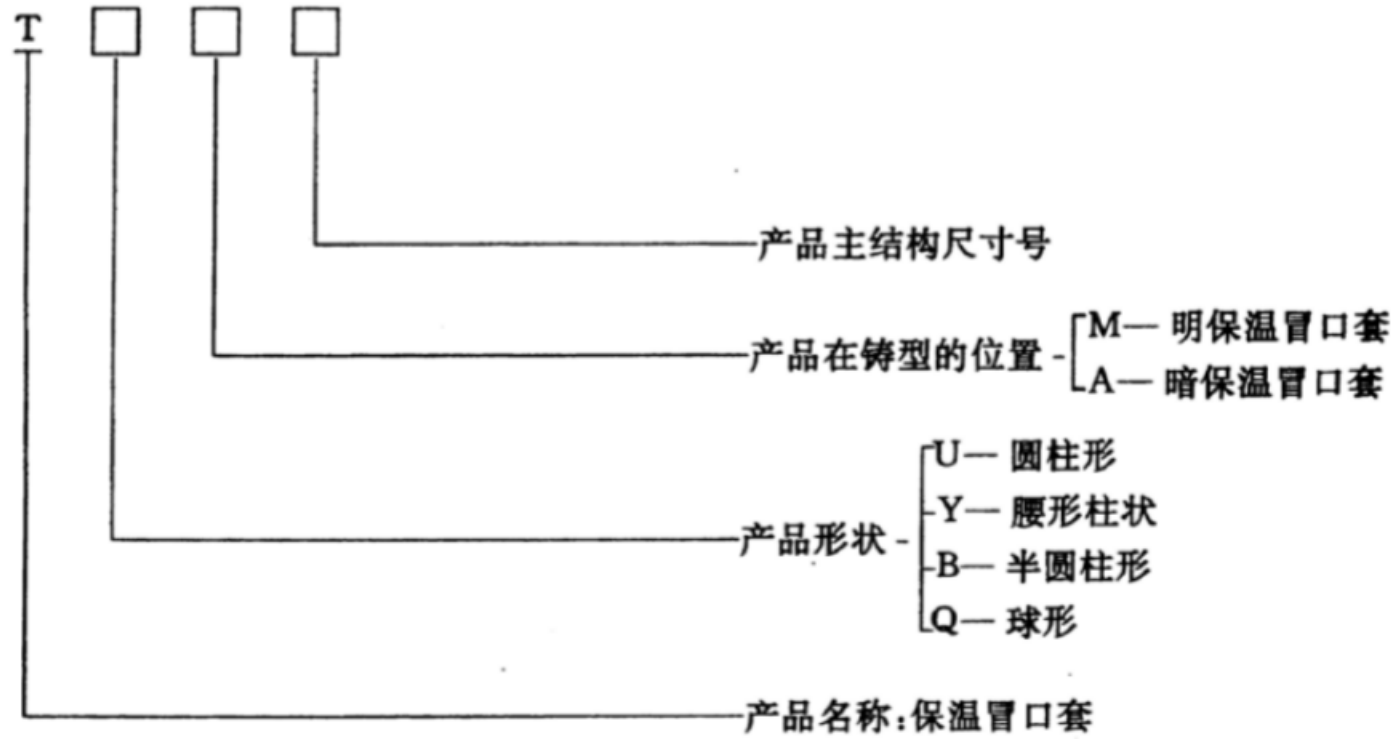 T □ □ □
产品主结构尺寸号
M— 明保温冒口套
产品在铸型的位置
A— 暗保温冒口套
U— 圆柱形
Y— 腰形柱状
产品形状
B— 半圆柱形
Q— 球形
产品名称:保温冒口套